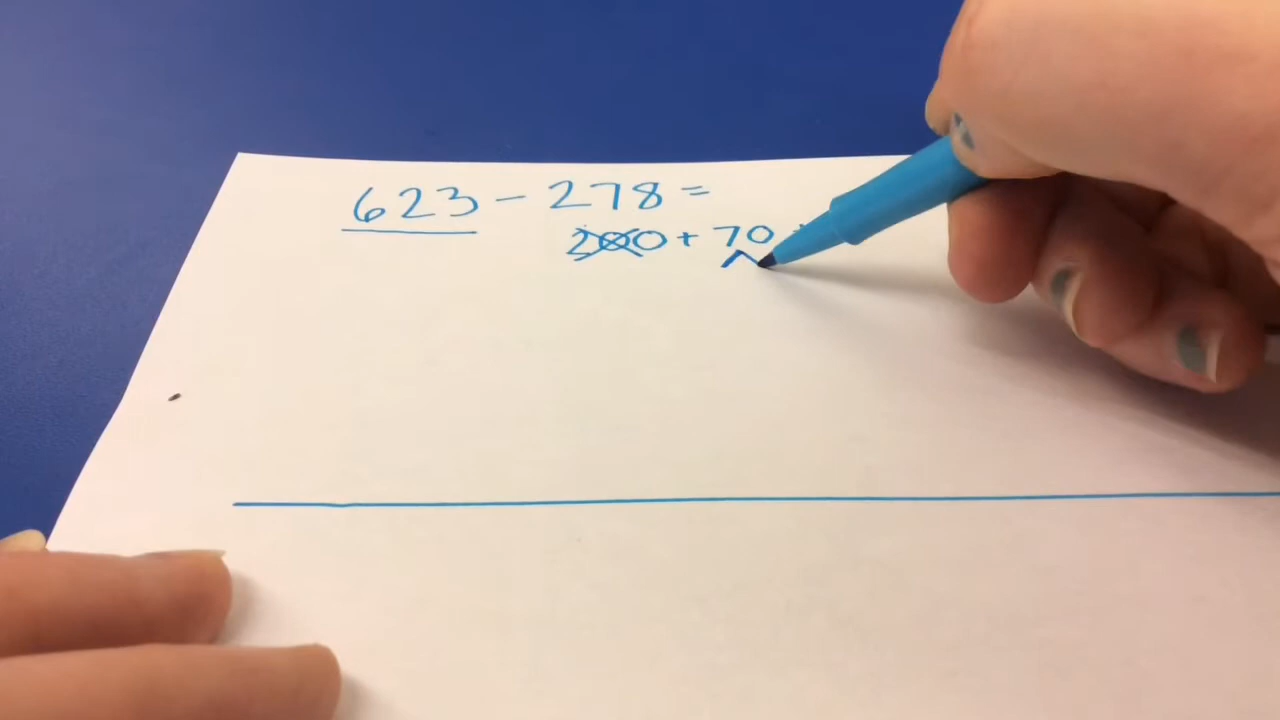 623 - 278 =
200 + 70